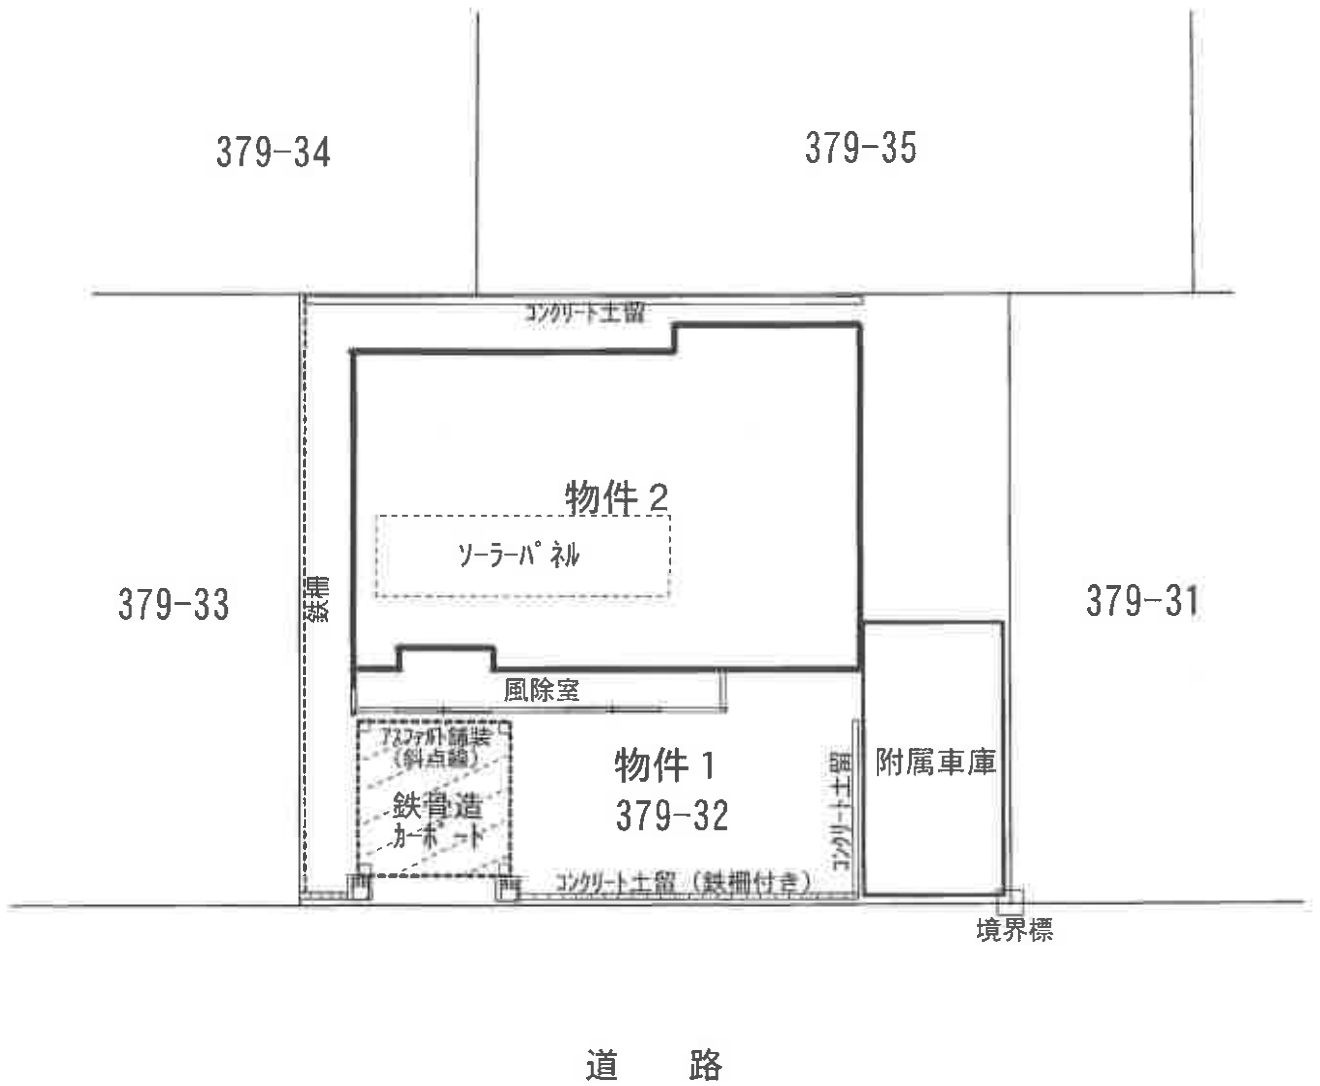 379-34
379-35
コンクリート土留
物件2
ソーラーパネル
379-33
鉄柵
379-31
風除室
アスファルト舗装
(斜点線)
鉄骨造
カーポート
物件1
379-32
コンクリート土留
附属車庫
門
門
コンクリート土留(鉄柵付き)
境界標
道 路